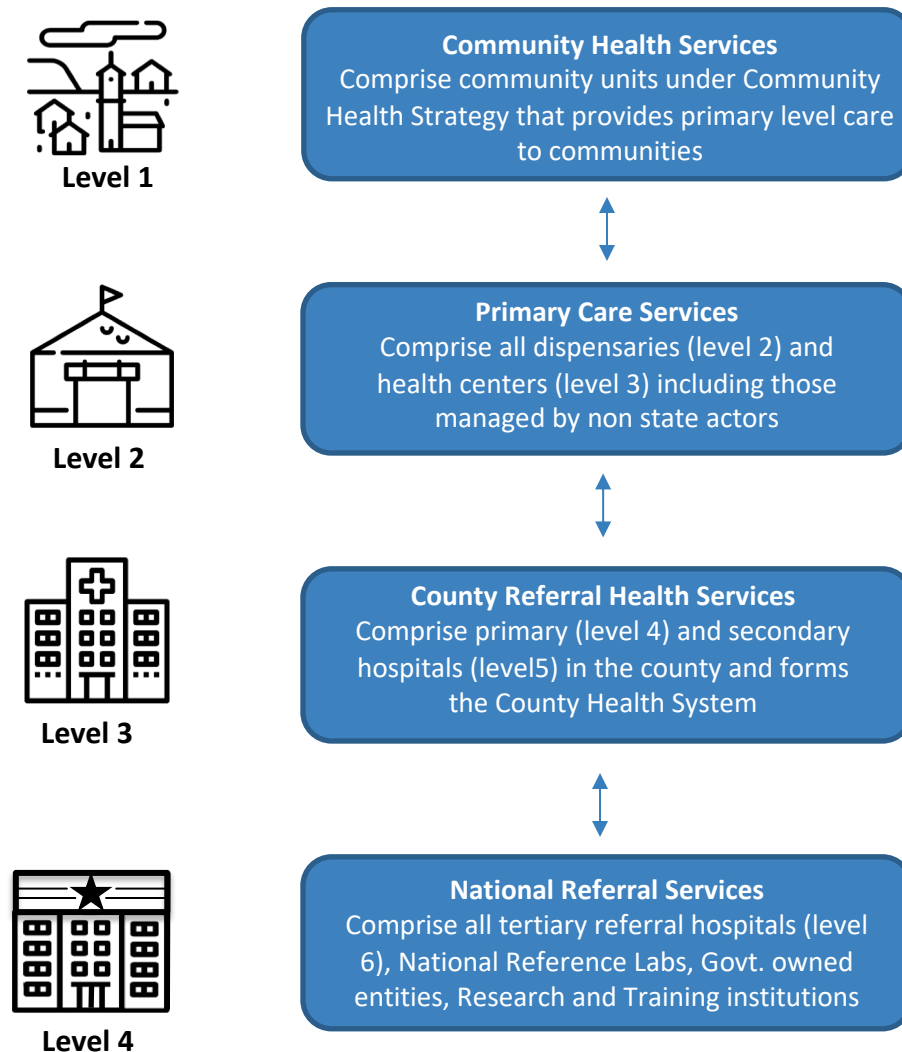 Community Health Services
Comprise community units under Community
Health Strategy that provides primary level care
to communities
Level 1
Primary Care Services
Comprise all dispensaries (level 2) and
health centers (level 3) including those
managed by non state actors
Level 2
County Referral Health Services
Comprise primary (level 4) and secondary
hospitals (level5) in the county and forms
the County Health System
Level 3
National Referral Services
Comprise all tertiary referral hospitals (level
6), National Reference Labs, Govt. owned
entities, Research and Training institutions
Level 4